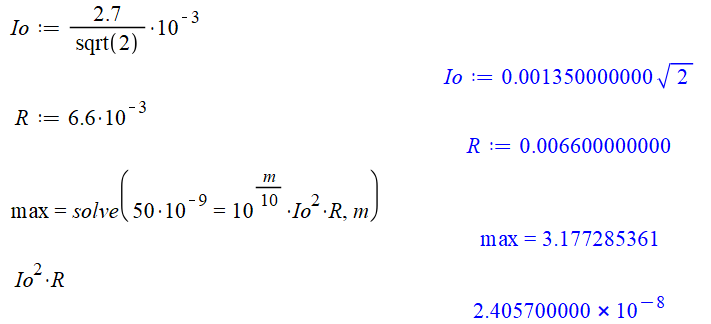 Io := 2.7/sqrt(2)·10^-3
Io := 0.001350000000 √2
R := 6.6·10^-3
R := 0.006600000000
max = solve(50·10^-9 = 10^(m/10)·Io^2·R, m)
max = 3.177285361
Io^2·R
2.405700000 × 10^-8